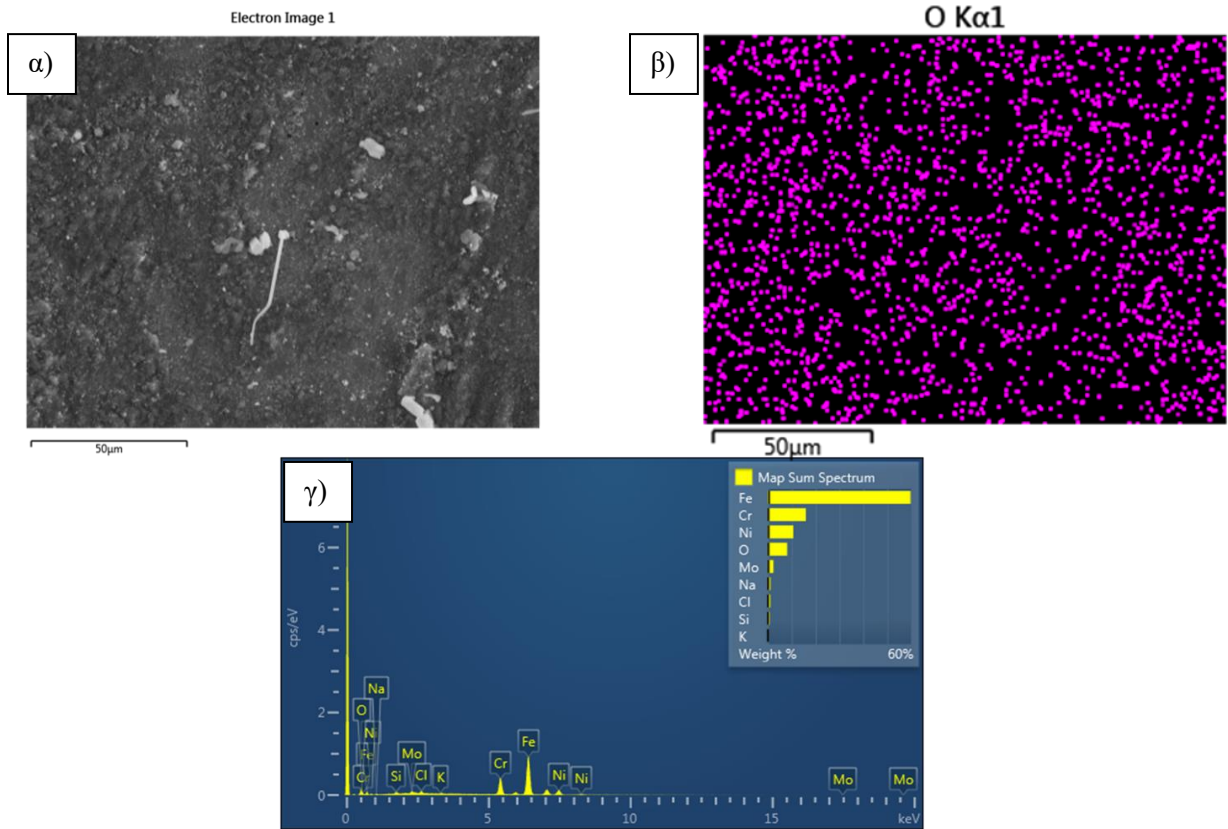 Electron Image 1
α)
50µm
O Kα1
β)
50µm
γ)
Map Sum Spectrum
Fe
Cr
Ni
O
Mo
Na
Cl
Si
K
Weight % 60%
cps/eV
6
4
2
0
Na
O
Ni
Fe
Cr
Si
Mo
Cl
K
Cr
Fe
Ni
Ni
Mo
Mo
0 5 10 15 keV